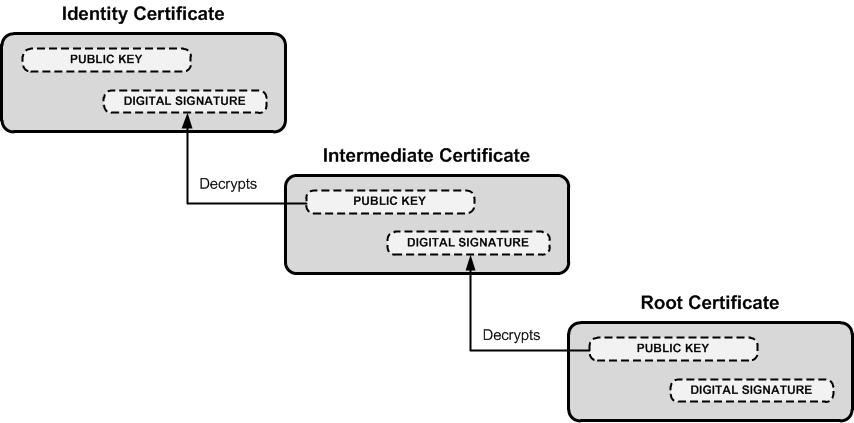 Identity Certificate
PUBLIC KEY
DIGITAL SIGNATURE
Decrypts
Intermediate Certificate
PUBLIC KEY
DIGITAL SIGNATURE
Decrypts
Root Certificate
PUBLIC KEY
DIGITAL SIGNATURE